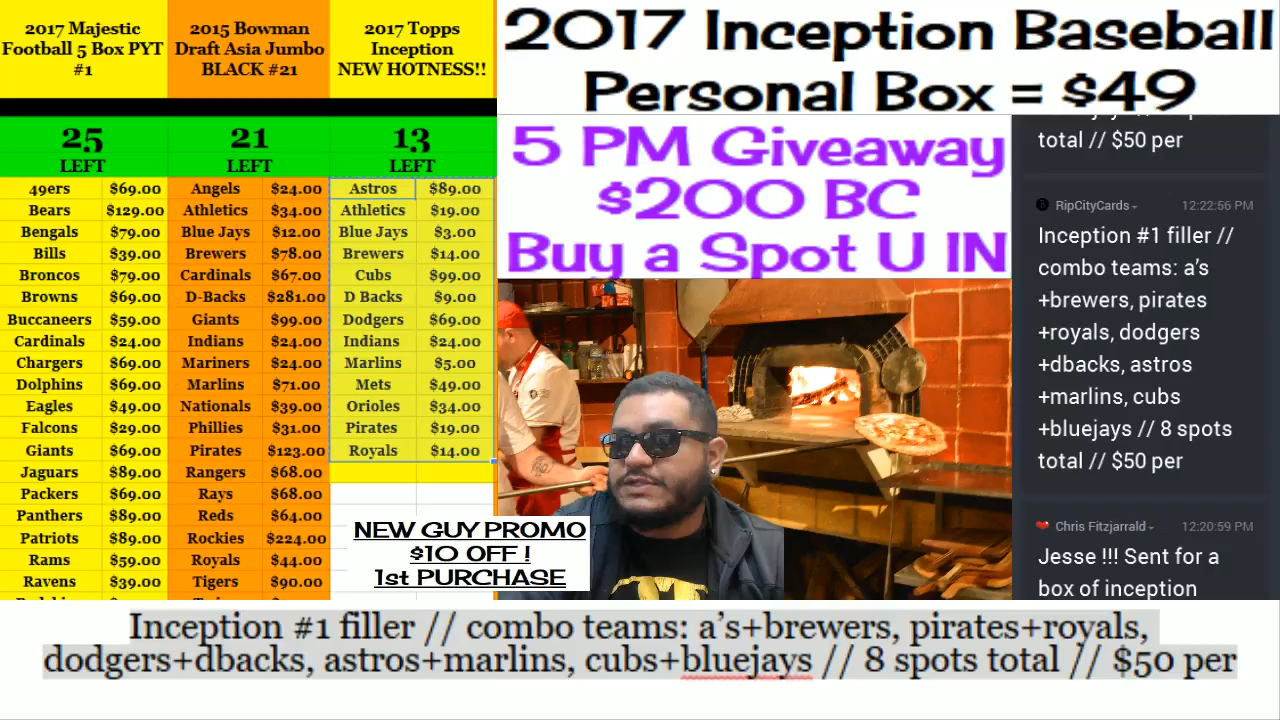 2017 Majestic
Football 5 Box PYT
#1
25
LEFT
49ers $69.00
Bears $129.00
Bengals $79.00
Bills $39.00
Broncos $79.00
Browns $69.00
Buccaneers $59.00
Cardinals $24.00
Chargers $69.00
Dolphins $69.00
Eagles $49.00
Falcons $29.00
Giants $69.00
Jaguars $89.00
Packers $69.00
Panthers $89.00
Patriots $89.00
Rams $59.00
Ravens $39.00
2015 Bowman
Draft Asia Jumbo
BLACK #21
21
LEFT
Angels $24.00
Athletics $34.00
Blue Jays $12.00
Brewers $78.00
Cardinals $67.00
D-Backs $281.00
Giants $99.00
Indians $24.00
Mariners $24.00
Marlins $71.00
Nationals $39.00
Phillies $31.00
Pirates $123.00
Rangers $68.00
Rays $68.00
Reds $64.00
Rockies $224.00
Royals $44.00
Tigers $90.00
2017 Topps
Inception
NEW HOTNESS!!
13
LEFT
Astros $89.00
Athletics $19.00
Blue Jays $3.00
Brewers $14.00
Cubs $99.00
D Backs $9.00
Dodgers $69.00
Indians $24.00
Marlins $5.00
Mets $49.00
Orioles $34.00
Pirates $19.00
Royals $14.00
NEW GUY PROMO
$10 OFF !
1st PURCHASE
2017 Inception Baseball
Personal Box = $49
5 PM Giveaway
$200 BC
Buy a Spot U IN
total // $50 per
RipCityCards 12:22:56 PM
Inception #1 filler //
combo teams: a’s
+brewers, pirates
+royals, dodgers
+dbacks, astros
+marlins, cubs
+bluejays // 8 spots
total // $50 per
Chris Fitzjarrald 12:20:59 PM
Jesse !!! Sent for a
box of inception
Inception #1 filler // combo teams: a’s+brewers, pirates+royals,
dodgers+dbacks, astros+marlins, cubs+bluejays // 8 spots total // $50 per